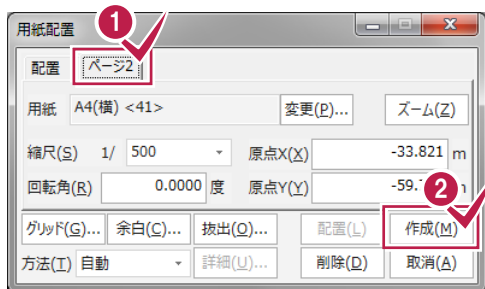 用紙配置
1
配置 ページ2
用紙 A4(横) <41> 変更(P)... ズーム(Z)
縮尺(S) 1/ 500 原点X(X) -33.821 m
回転角(R) 0.0000 度 原点Y(Y)
2
グリッド(G)... 余白(C)... 抜出(O)... 配置(L) 作成(M)
方法(T) 自動 詳細(U)... 削除(D) 取消(A)